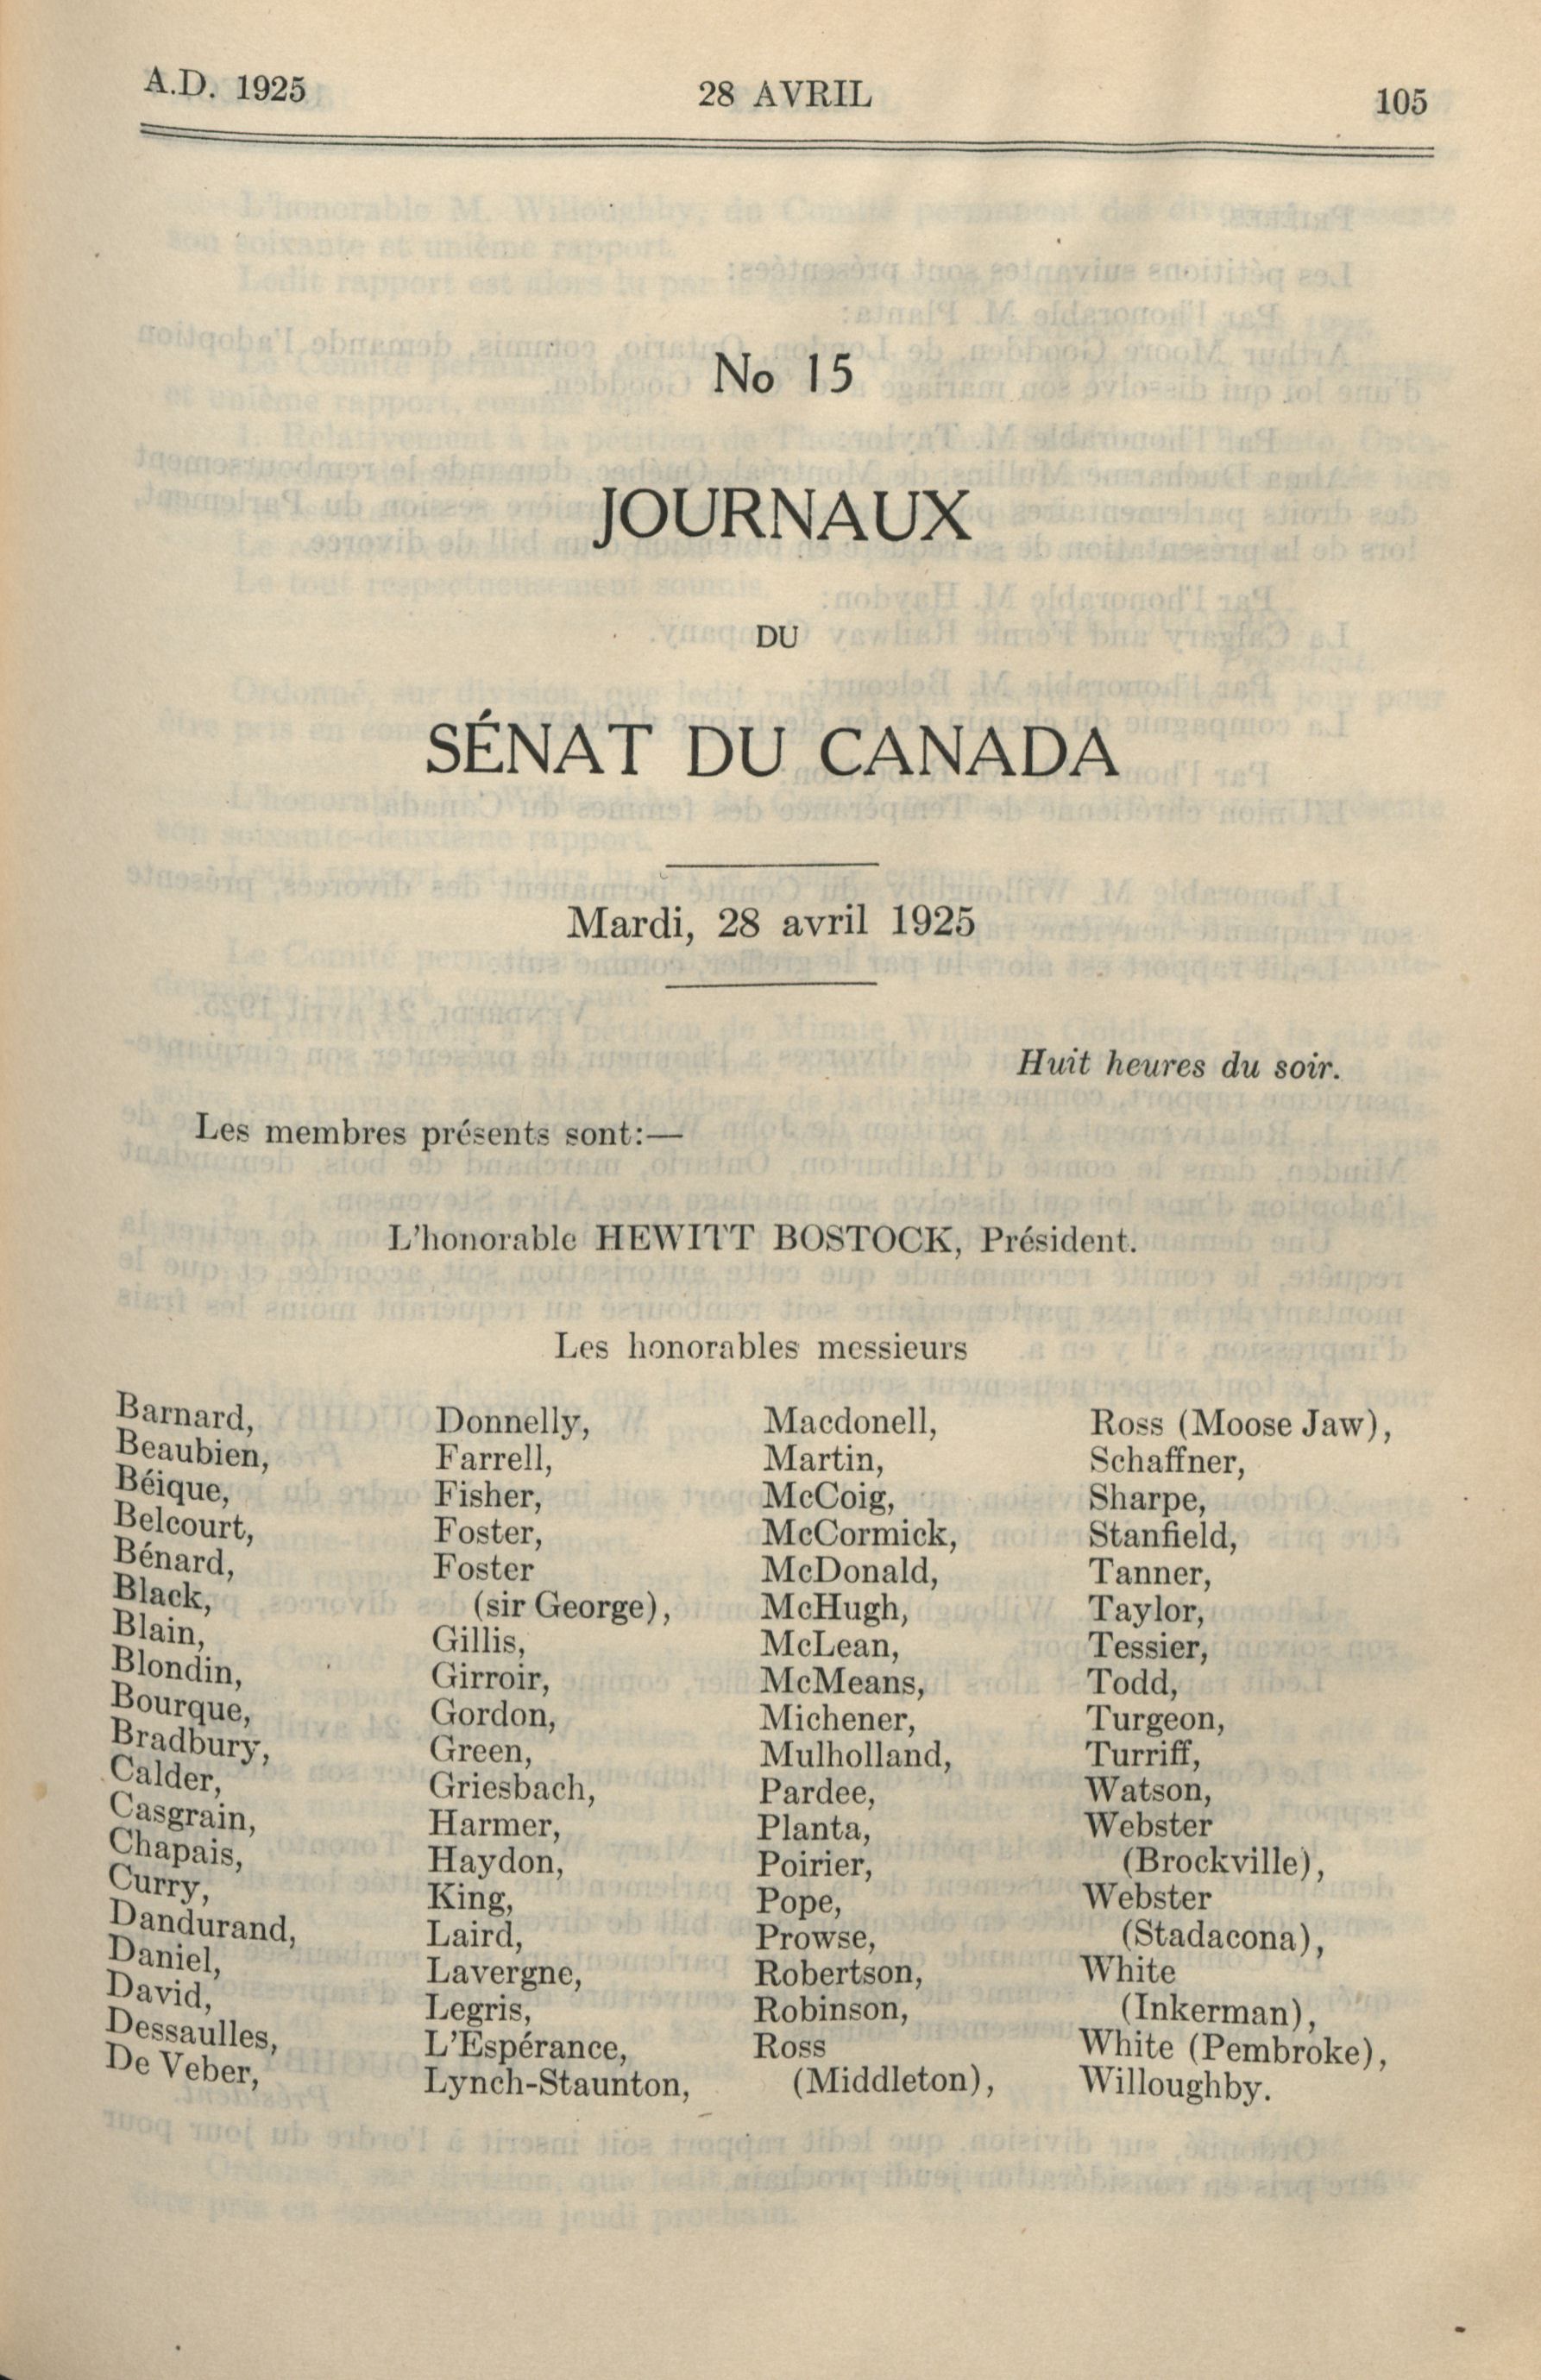 A.D. 1925 28 AVRIL 105
No 15
JOURNAUX
DU
SÉNAT DU CANADA
Mardi, 28 avril 1925
Huit heures du soir.
Les membres présents sont:—
L'honorable HEWITT BOSTOCK, Président.
Les honorables messieurs
Barnard,
Beaubien,
Béique,
Belcourt,
Bénard,
Black,
Blain,
Blondin,
Bourque,
Bradbury,
Calder,
Casgrain,
Chapais,
Curry,
Dandurand,
Daniel,
David,
Dessaulles,
De Veber,
Donnelly,
Farrell,
Fisher,
Foster,
Foster
(sir George),
Gillis,
Girroir,
Gordon,
Green,
Griesbach,
Harmer,
Haydon,
King,
Laird,
Lavergne,
Legris,
L'Espérance,
Lynch-Staunton,
Macdonell,
Martin,
McCoig,
McCormick,
McDonald,
McHugh,
McLean,
McMeans,
Michener,
Mulholland,
Pardee,
Planta,
Poirier,
Pope,
Prowse,
Robertson,
Robinson,
Ross
(Middleton),
Ross (Moose Jaw),
Schaffner,
Sharpe,
Stanfield,
Tanner,
Taylor,
Tessier,
Todd,
Turgeon,
Turriff,
Watson,
Webster
(Brockville),
Webster
(Stadacona),
White
(Inkerman),
White (Pembroke),
Willoughby.